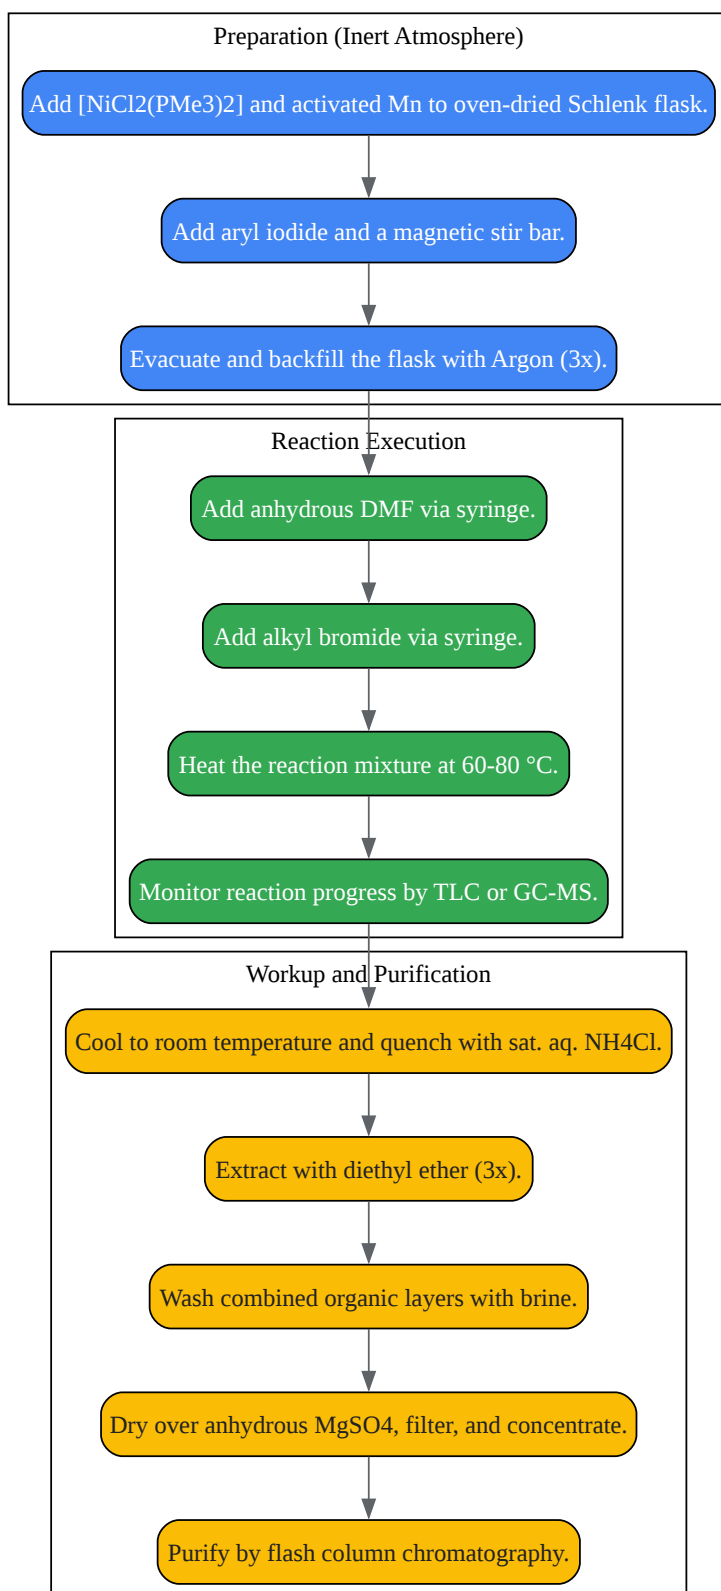 Preparation (Inert Atmosphere)
Add [NiCl2(PMe3)2] and activated Mn to oven-dried Schlenk flask.
Add aryl iodide and a magnetic stir bar.
Evacuate and backfill the flask with Argon (3x).
Reaction Execution
Add anhydrous DMF via syringe.
Add alkyl bromide via syringe.
Heat the reaction mixture at 60-80 °C.
Monitor reaction progress by TLC or GC-MS.
Workup and Purification
Cool to room temperature and quench with sat. aq. NH4Cl.
Extract with diethyl ether (3x).
Wash combined organic layers with brine.
Dry over anhydrous MgSO4, filter, and concentrate.
Purify by flash column chromatography.